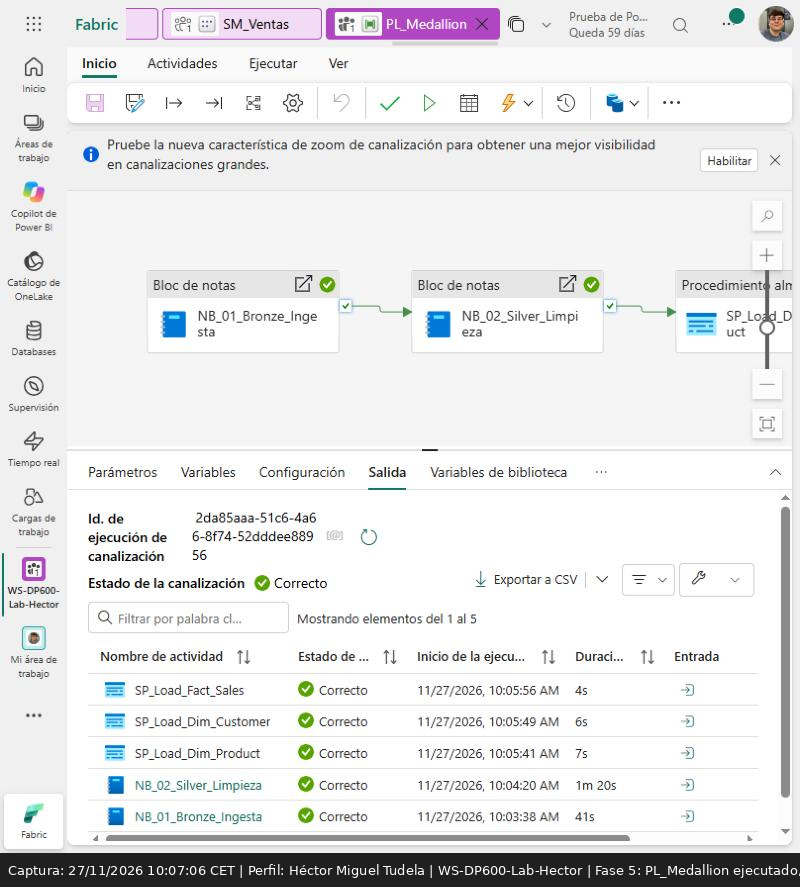 Fabric
SM_Ventas
PL_Medallion
Prueba de Po...
Queda 59 días
Inicio
Actividades
Ejecutar
Ver
Inicio
Áreas de
trabajo
Copilot de
Power BI
Catálogo de
OneLake
Databases
Supervisión
Tiempo real
Cargas de
trabajo
WS-DP600-
Lab-Hector
Mi área de
trabajo
Fabric
Pruebe la nueva característica de zoom de canalización para obtener una mejor visibilidad
en canalizaciones grandes.
Habilitar
Bloc de notas
NB_01_Bronze_Inge
sta
Bloc de notas
NB_02_Silver_Limpi
eza
Procedimiento alm
SP_Load_D
uct
Parámetros
Variables
Configuración
Salida
Variables de biblioteca
Id. de
ejecución de
canalización
2da85aaa-51c6-4a6
6-8f74-52dddee889
56
Estado de la canalización
Correcto
Exportar a CSV
Filtrar por palabra cl...
Mostrando elementos del 1 al 5
Nombre de actividad Estado de ... Inicio de la ejecu... Duraci... Entrada
SP_Load_Fact_Sales Correcto 11/27/2026, 10:05:56 AM 4s
SP_Load_Dim_Customer Correcto 11/27/2026, 10:05:49 AM 6s
SP_Load_Dim_Product Correcto 11/27/2026, 10:05:41 AM 7s
NB_02_Silver_Limpieza Correcto 11/27/2026, 10:04:20 AM 1m 20s
NB_01_Bronze_Ingesta Correcto 11/27/2026, 10:03:38 AM 41s
Captura: 27/11/2026 10:07:06 CET | Perfil: Héctor Miguel Tudela | WS-DP600-Lab-Hector | Fase 5: PL_Medallion ejecutado,